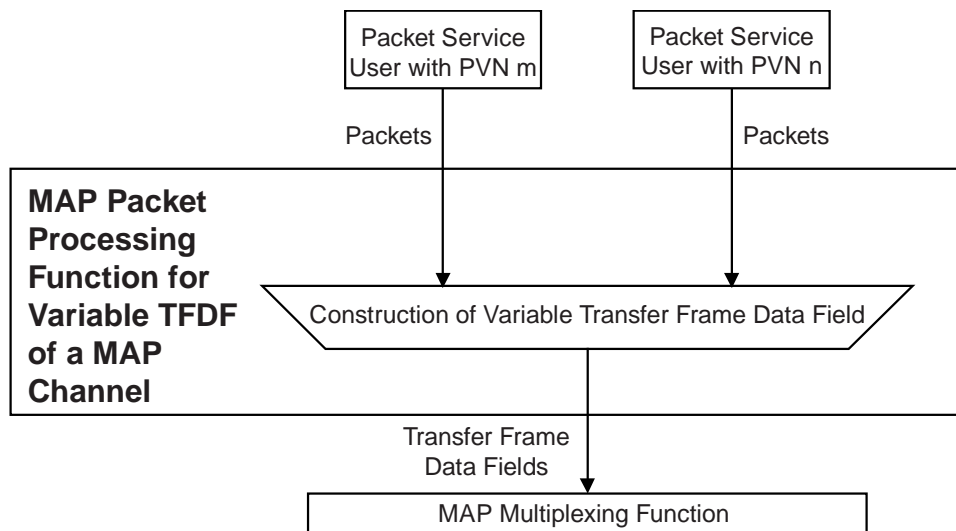 Packet Service
User with PVN m
Packet Service
User with PVN n
Packets
Packets
MAP Packet
Processing
Function for
Variable TFDF
of a MAP
Channel
Construction of Variable Transfer Frame Data Field
Transfer Frame
Data Fields
MAP Multiplexing Function